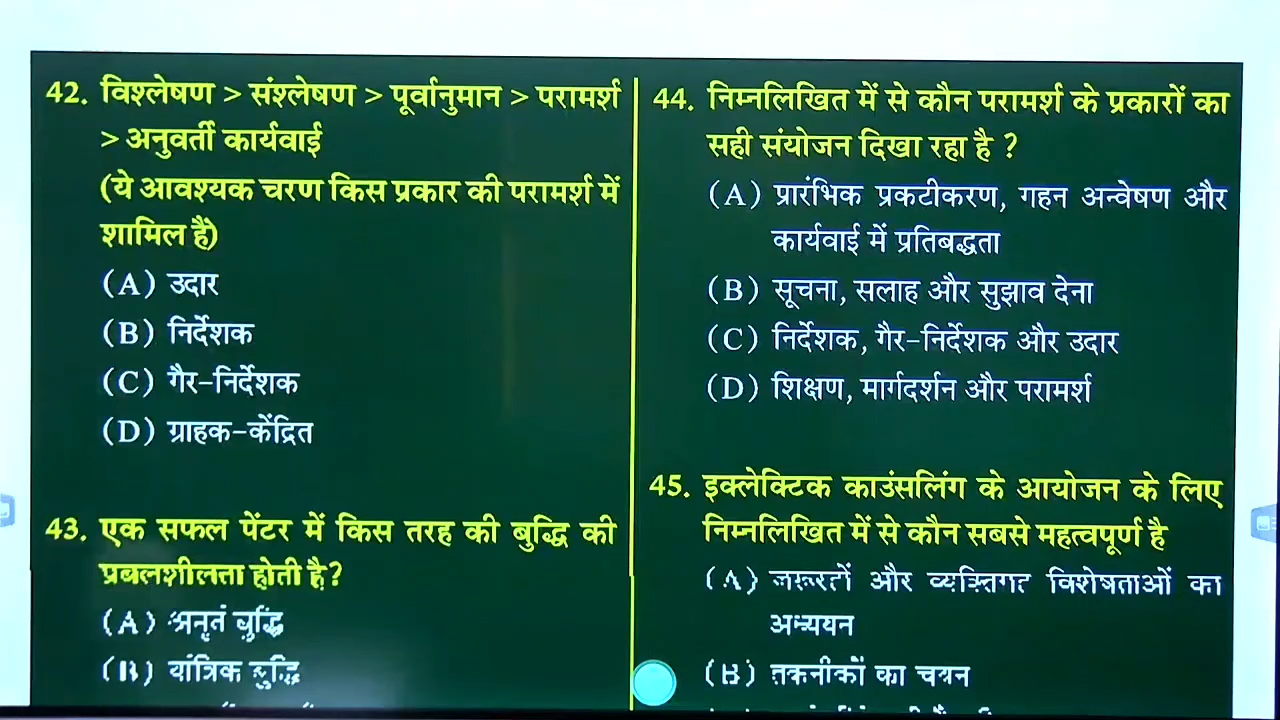 42. विश्लेषण > संश्लेषण > पूर्वानुमान > परामर्श
> अनुवर्ती कार्यवाई
(ये आवश्यक चरण किस प्रकार की परामर्श में
शामिल हैं)
(A) उदार
(B) निर्देशक
(C) गैर-निर्देशक
(D) ग्राहक-केंद्रित
43. एक सफल पेंटर में किस तरह की बुद्धि की
प्रबलशीलता होती है?
(A) अमूर्त बुद्धि
(B) यांत्रिक बुद्धि
44. निम्नलिखित में से कौन परामर्श के प्रकारों का
सही संयोजन दिखा रहा है ?
(A) प्रारंभिक प्रकटीकरण, गहन अन्वेषण और
कार्यवाई में प्रतिबद्धता
(B) सूचना, सलाह और सुझाव देना
(C) निर्देशक, गैर-निर्देशक और उदार
(D) शिक्षण, मार्गदर्शन और परामर्श
45. इक्लेक्टिक काउंसलिंग के आयोजन के लिए
निम्नलिखित में से कौन सबसे महत्वपूर्ण है
(A) जरूरतों और व्यक्तिगत विशेषताओं का
अध्ययन
(B) तकनीकों का चयन